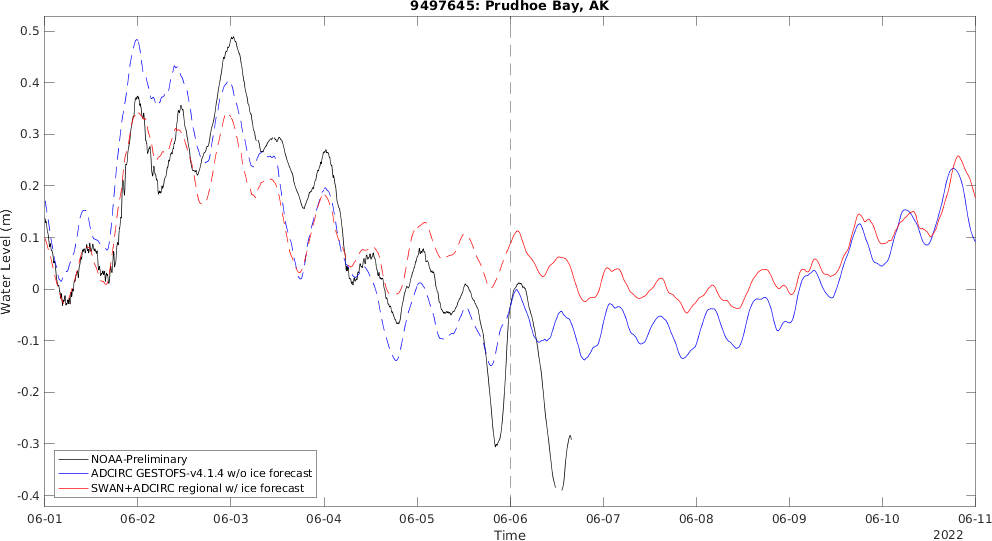 9497645: Prudhoe Bay, AK
0.5
0.4
0.3
0.2
0.1
0
-0.1
-0.2
-0.3
-0.4
Water Level (m)
NOAA-Preliminary
ADCIRC GESTOFS-v4.1.4 w/o ice forecast
SWAN+ADCIRC regional w/ ice forecast
06-01 06-02 06-03 06-04 06-05 06-06 06-07 06-08 06-09 06-10 06-11
Time
2022